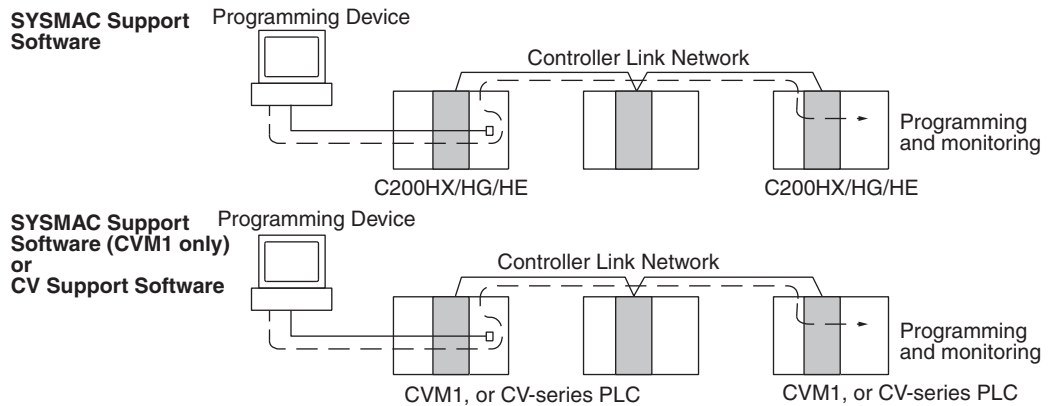 SYSMAC Support
Software
Programming Device
Controller Link Network
Programming
and monitoring
C200HX/HG/HE
C200HX/HG/HE
SYSMAC Support
Software (CVM1 only)
or
CV Support Software
Programming Device
Controller Link Network
Programming
and monitoring
CVM1, or CV-series PLC
CVM1, or CV-series PLC